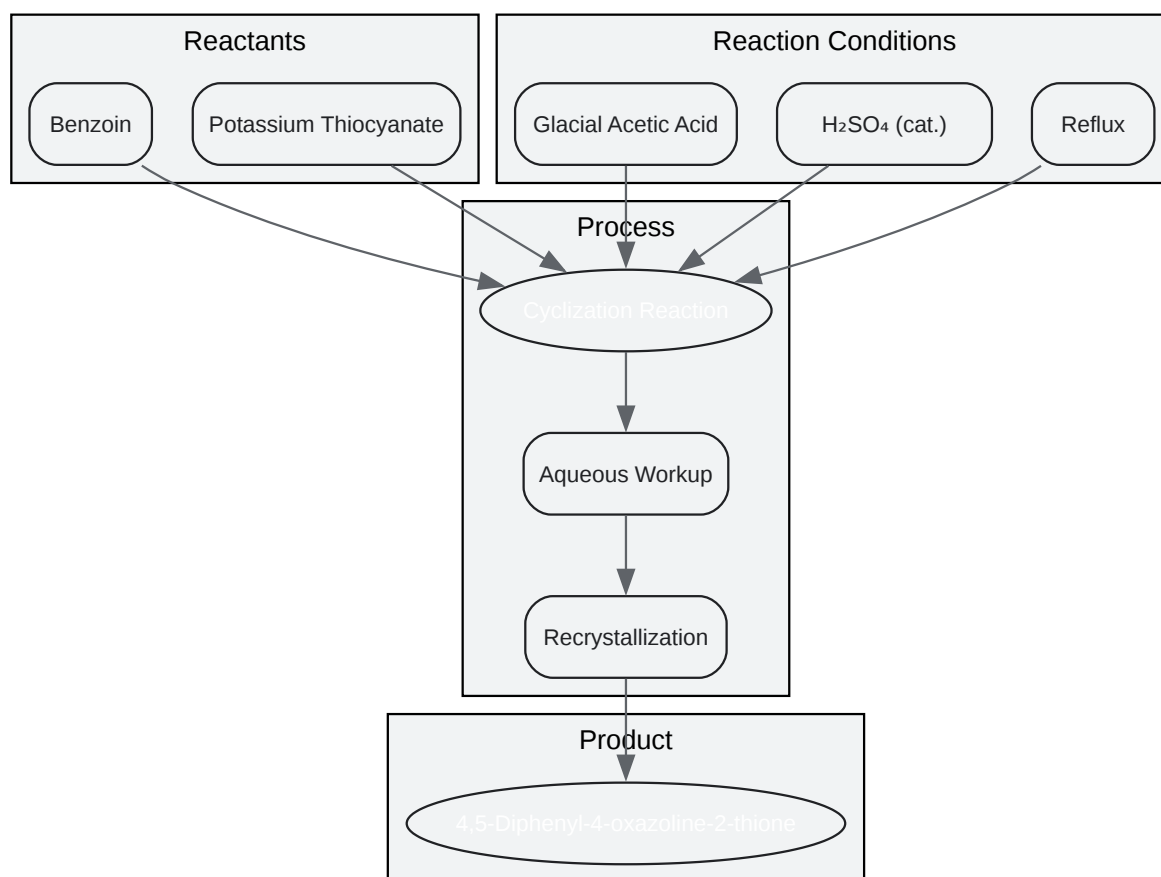 Reactants
Reaction Conditions
Benzoin
Potassium Thiocyanate
Glacial Acetic Acid
H₂SO₄ (cat.)
Reflux
Process
Cyclization Reaction
Aqueous Workup
Recrystallization
Product
4,5-Diphenyl-4-oxazoline-2-thione